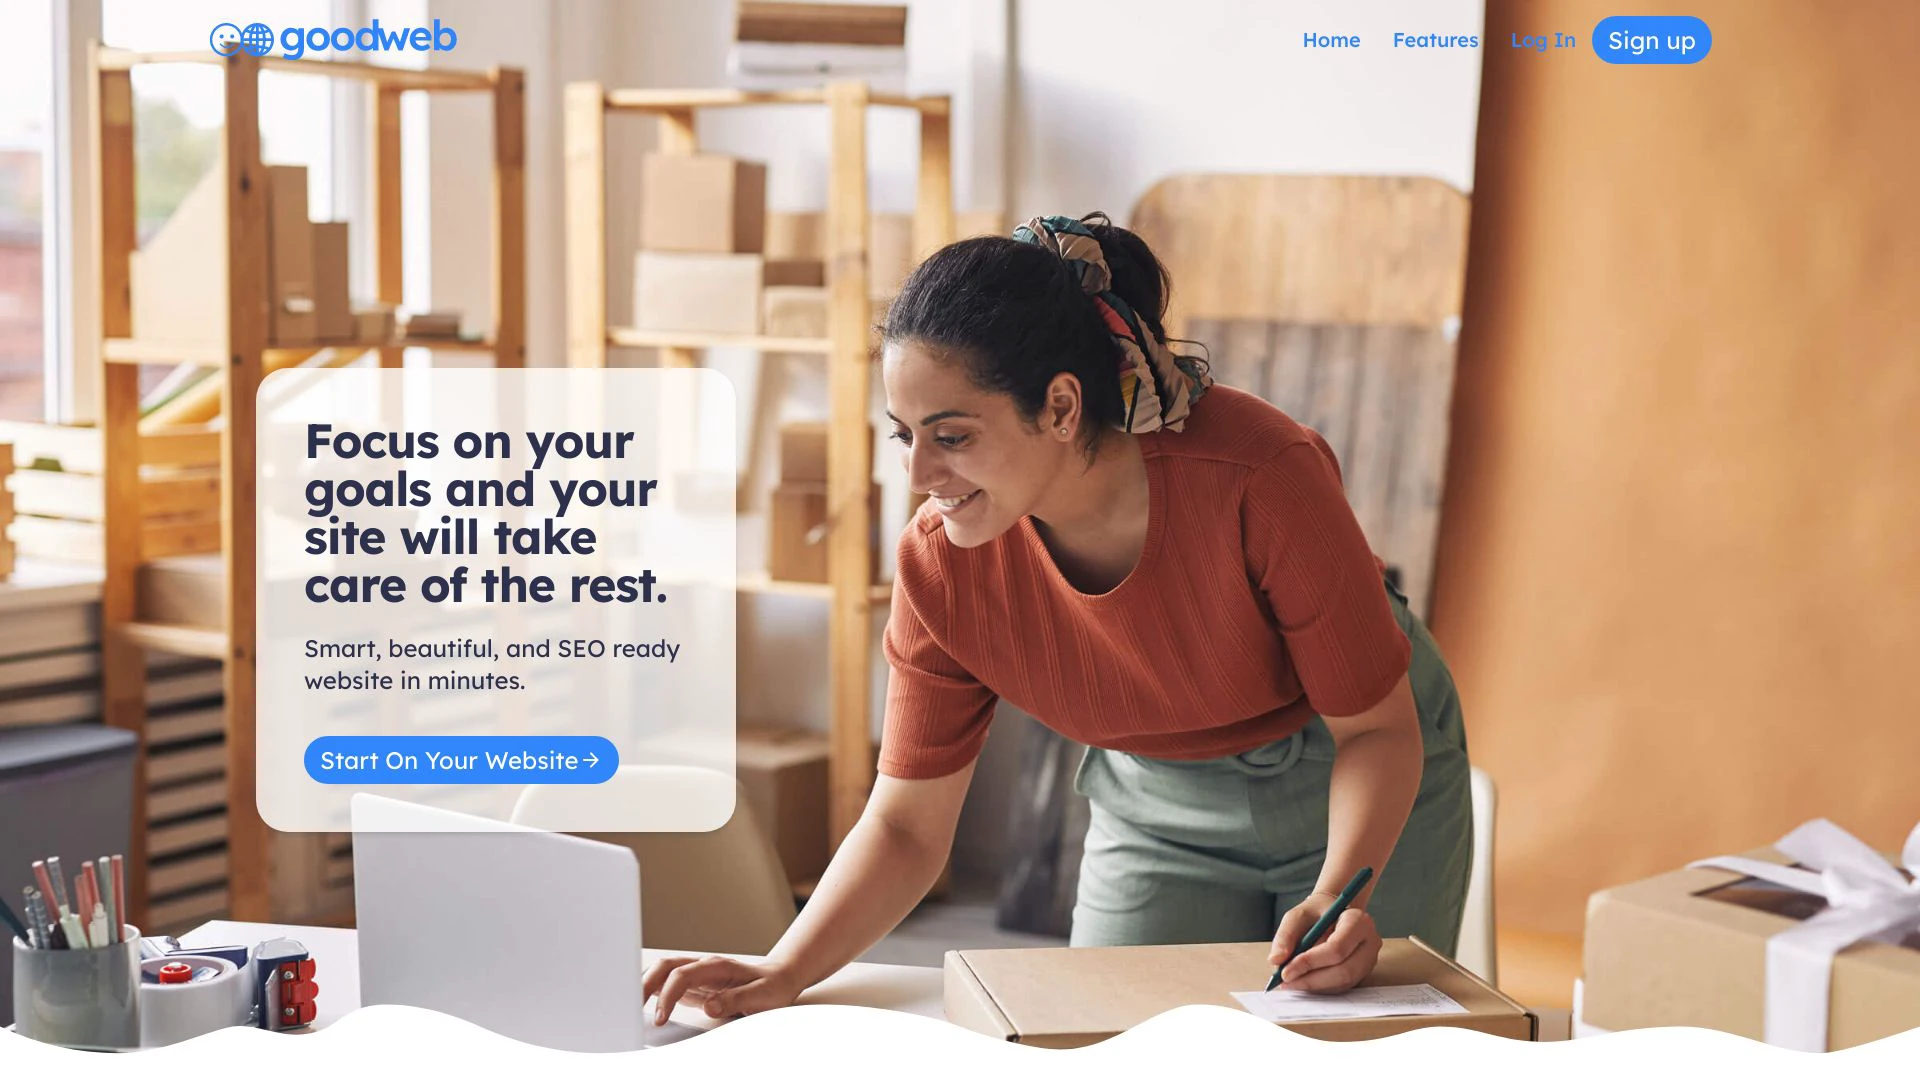 goodweb
Home
Features
Log In
Sign up
Focus on your
goals and your
site will take
care of the rest.
Smart, beautiful, and SEO ready
website in minutes.
Start On Your Website→